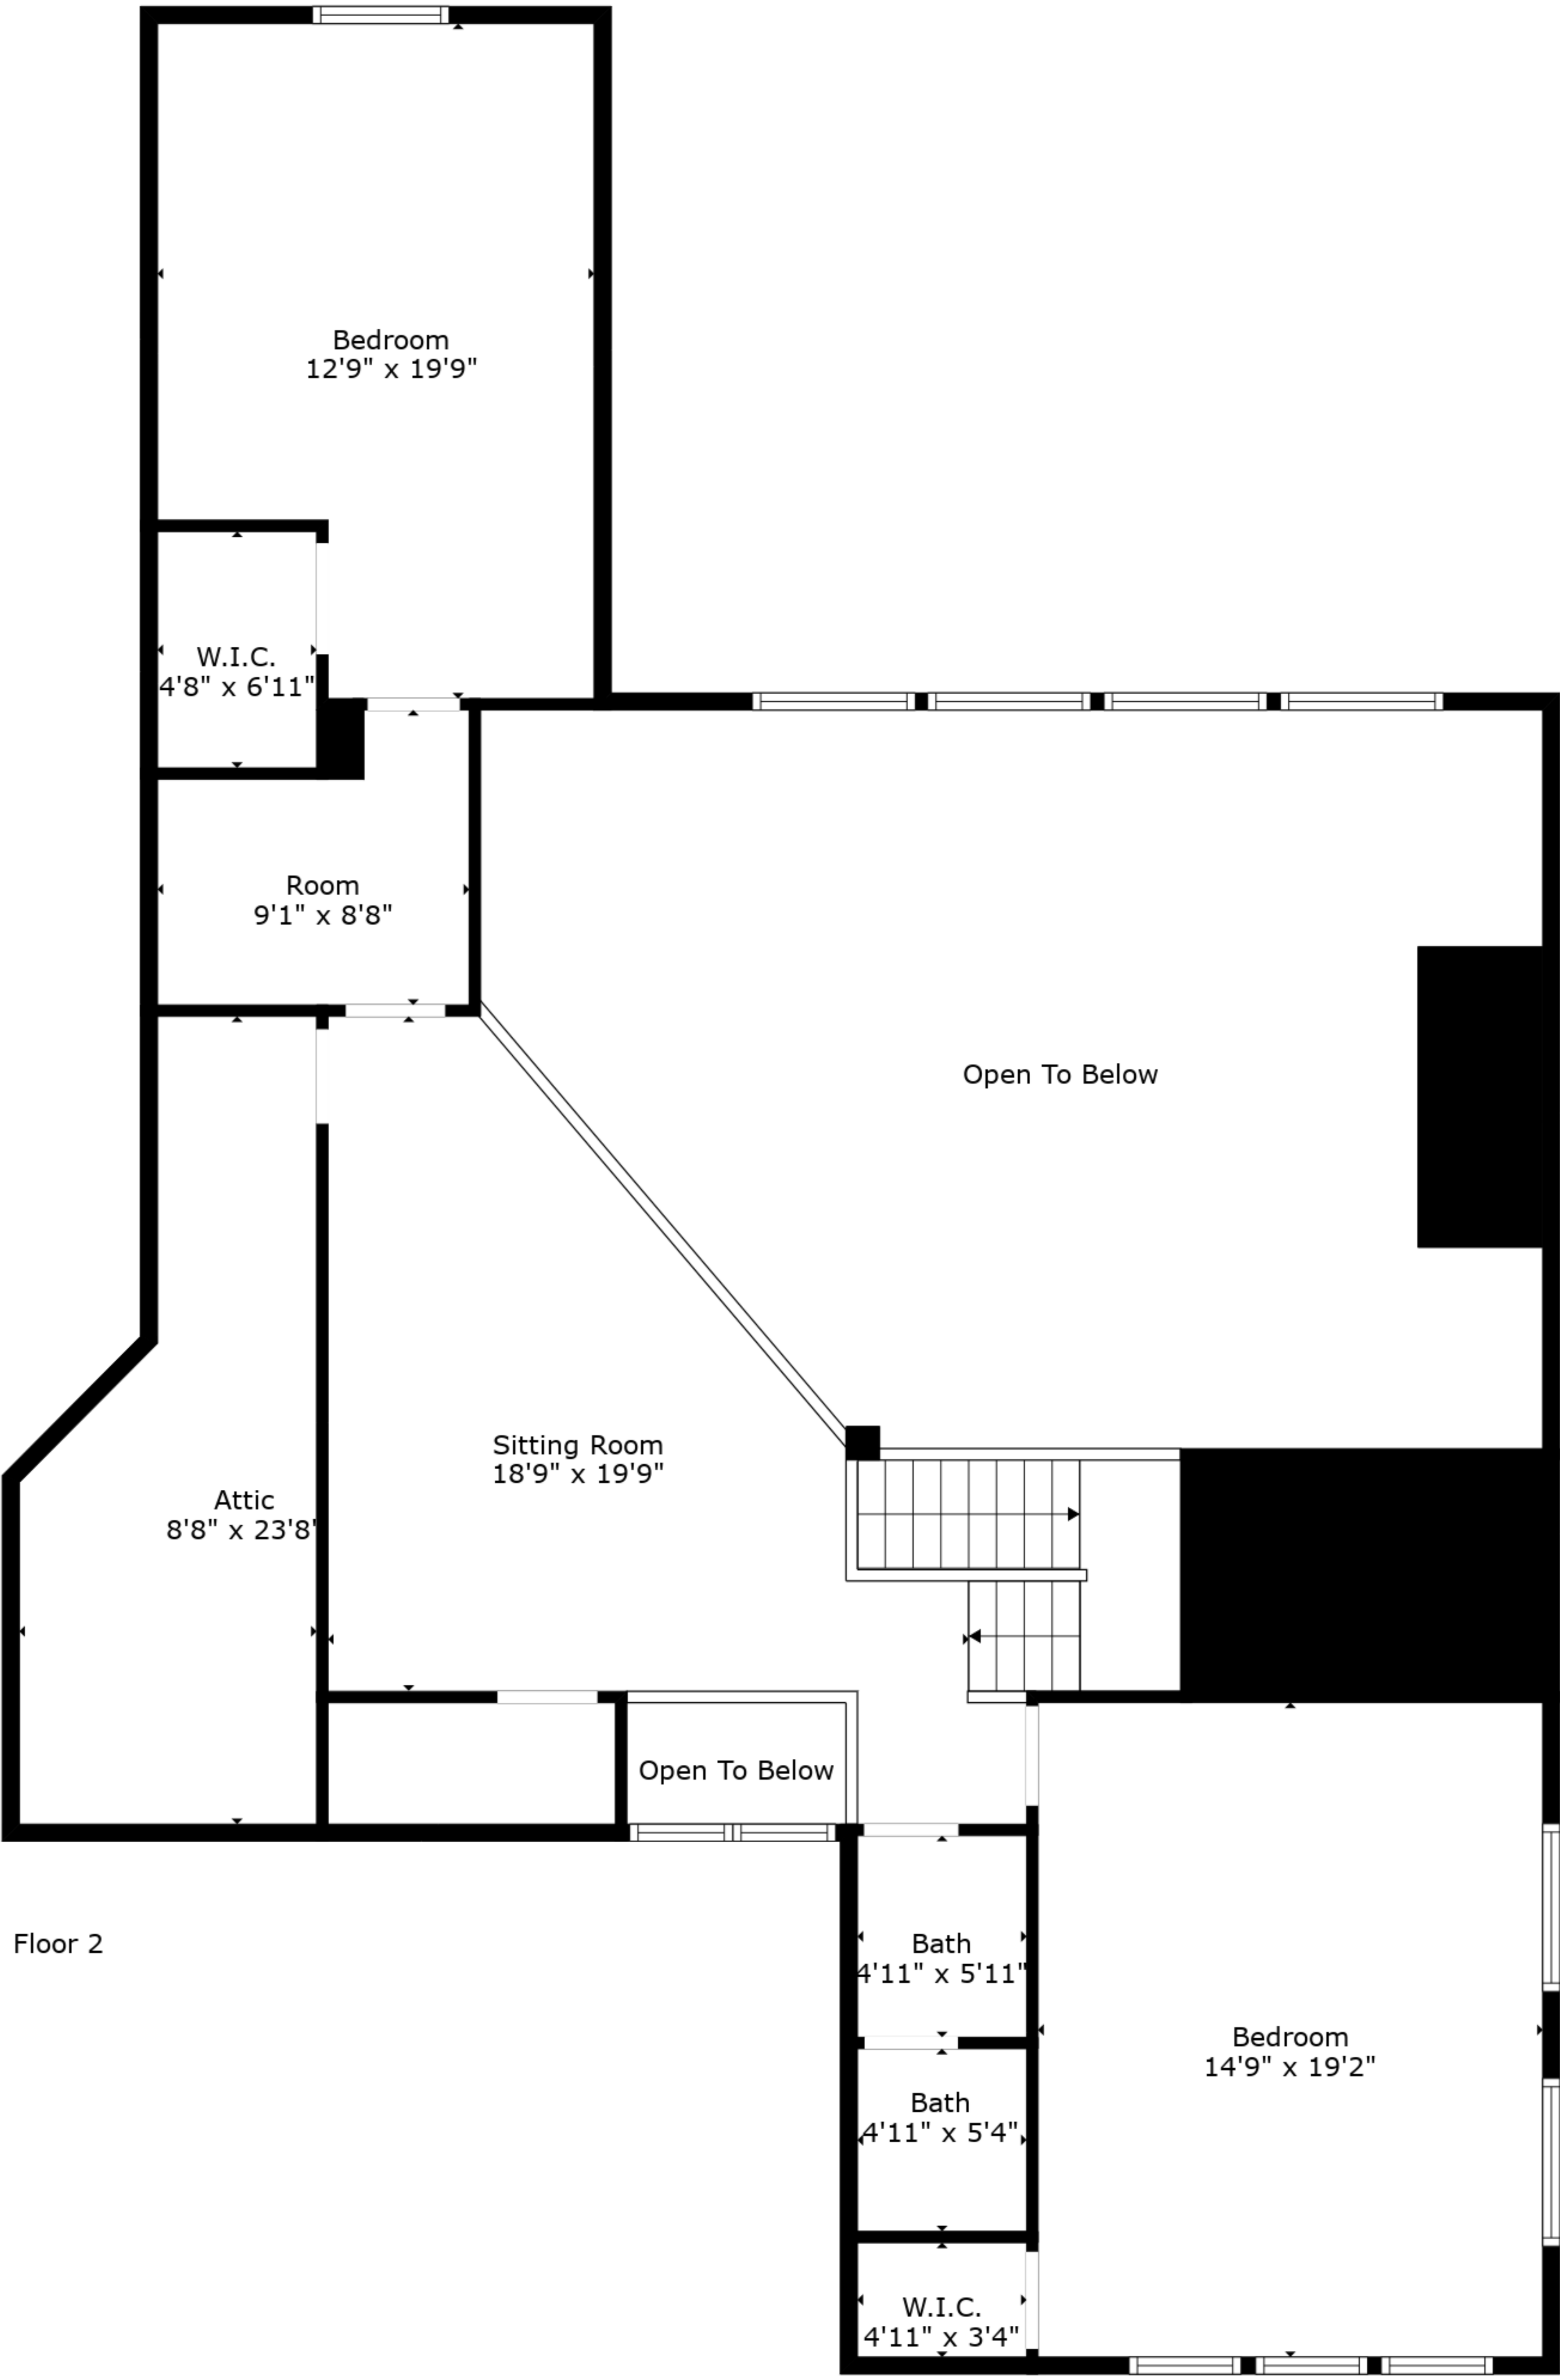 Bedroom
12'9" x 19'9"
W.I.C.
4'8" x 6'11"
Room
9'1" x 8'8"
Open To Below
Sitting Room
18'9" x 19'9"
Attic
8'8" x 23'8"
Open To Below
Floor 2
Bath
4'11" x 5'11"
Bedroom
14'9" x 19'2"
Bath
4'11" x 5'4"
W.I.C.
4'11" x 3'4"